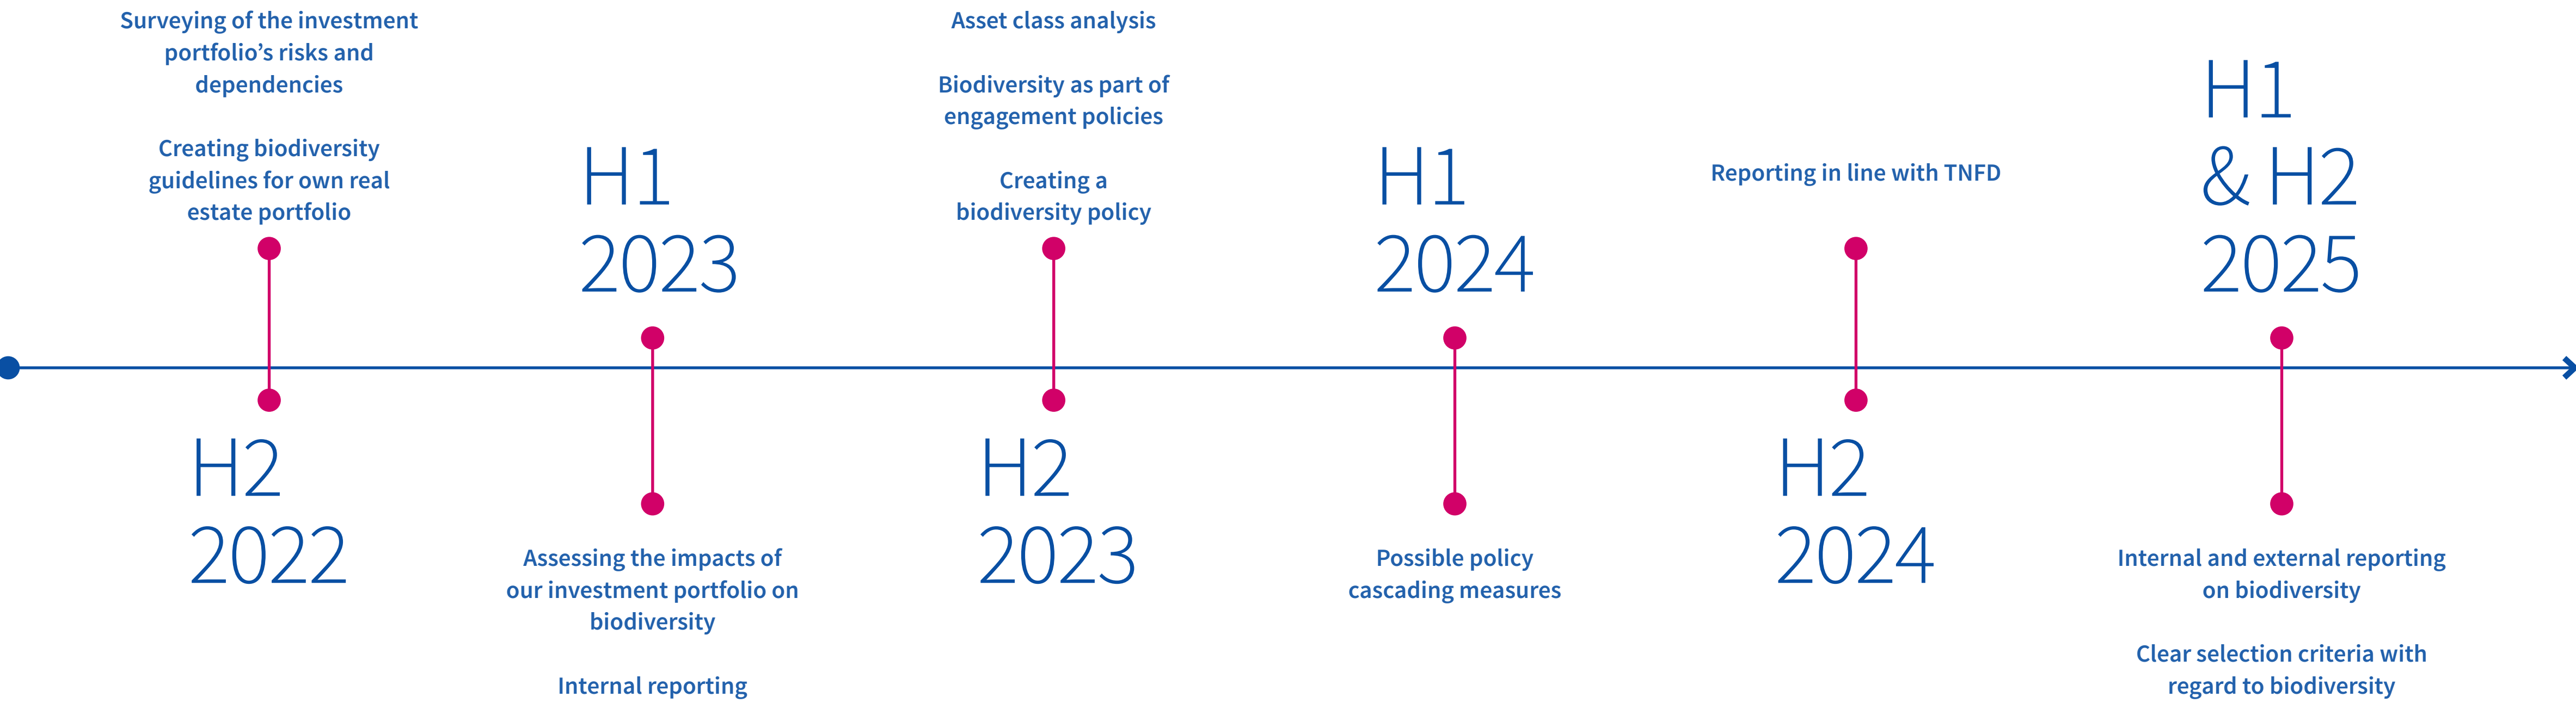 Surveying of the investment
portfolio’s risks and
dependencies
Creating biodiversity
guidelines for own real
estate portfolio
H2
2022
H1
2023
Assessing the impacts of
our investment portfolio on
biodiversity
Internal reporting
Asset class analysis
Biodiversity as part of
engagement policies
Creating a
biodiversity policy
H2
2023
H1
2024
Possible policy
cascading measures
Reporting in line with TNFD
H2
2024
H1
& H2
2025
Internal and external reporting
on biodiversity
Clear selection criteria with
regard to biodiversity